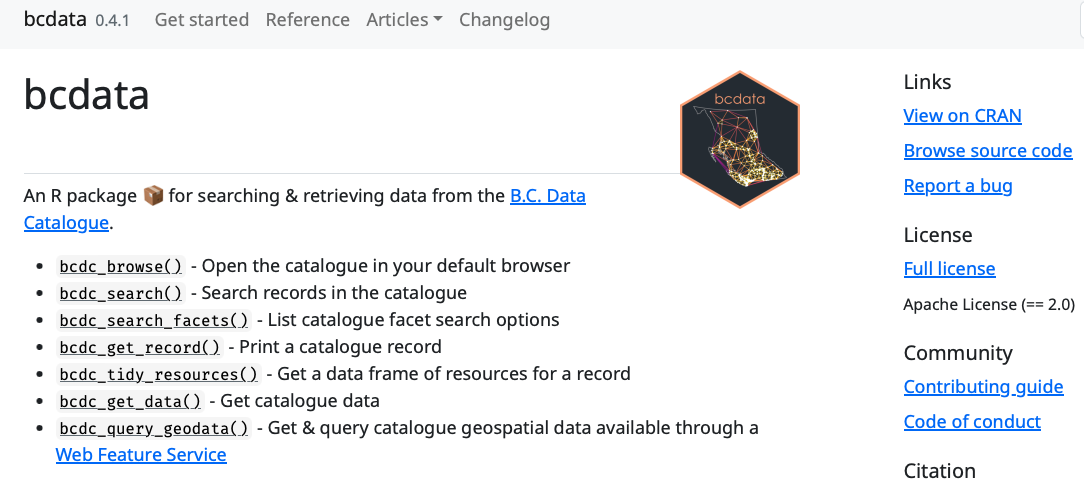 bcdata 0.4.1 Get started Reference Articles Changelog
bcdata
bcdata
An R package 📦 for searching & retrieving data from the B.C. Data
Catalogue.
• bcdc_browse() - Open the catalogue in your default browser
• bcdc_search() - Search records in the catalogue
• bcdc_search_facets() - List catalogue facet search options
• bcdc_get_record() - Print a catalogue record
• bcdc_tidy_resources() - Get a data frame of resources for a record
• bcdc_get_data() - Get catalogue data
• bcdc_query_geodata() - Get & query catalogue geospatial data available through a
Web Feature Service
Links
View on CRAN
Browse source code
Report a bug
License
Full license
Apache License (== 2.0)
Community
Contributing guide
Code of conduct
Citation